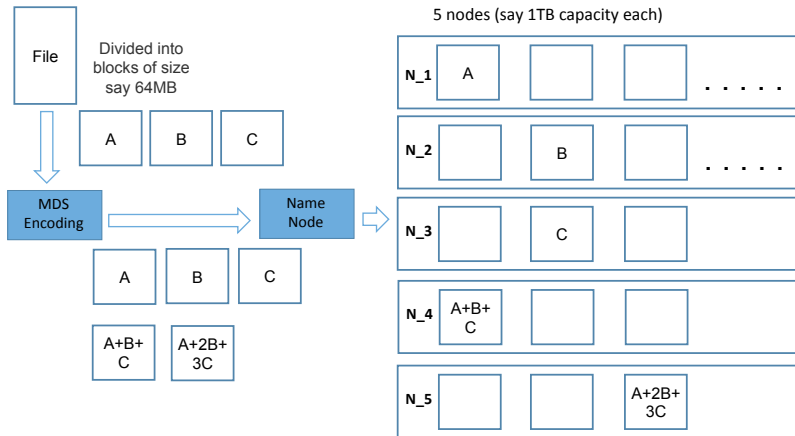 5 nodes (say 1TB capacity each)
File
Divided into
blocks of size
say 64MB
A
B
C
MDS
Encoding
Name
Node
A
B
C
A+B+
C
A+2B+
3C
N_1
A
. . . . .
N_2
B
. . . . .
N_3
C
N_4
A+B+
C
N_5
A+2B+
3C